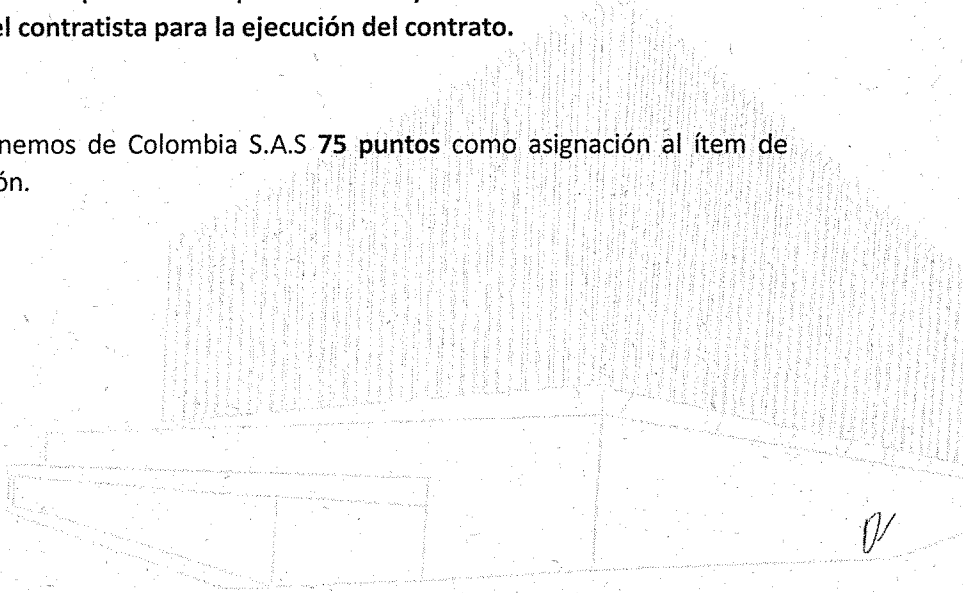 el contratista para la ejecución del contrato.
nemos de Colombia S.A.S 75 puntos como asignación al ítem de
ón.